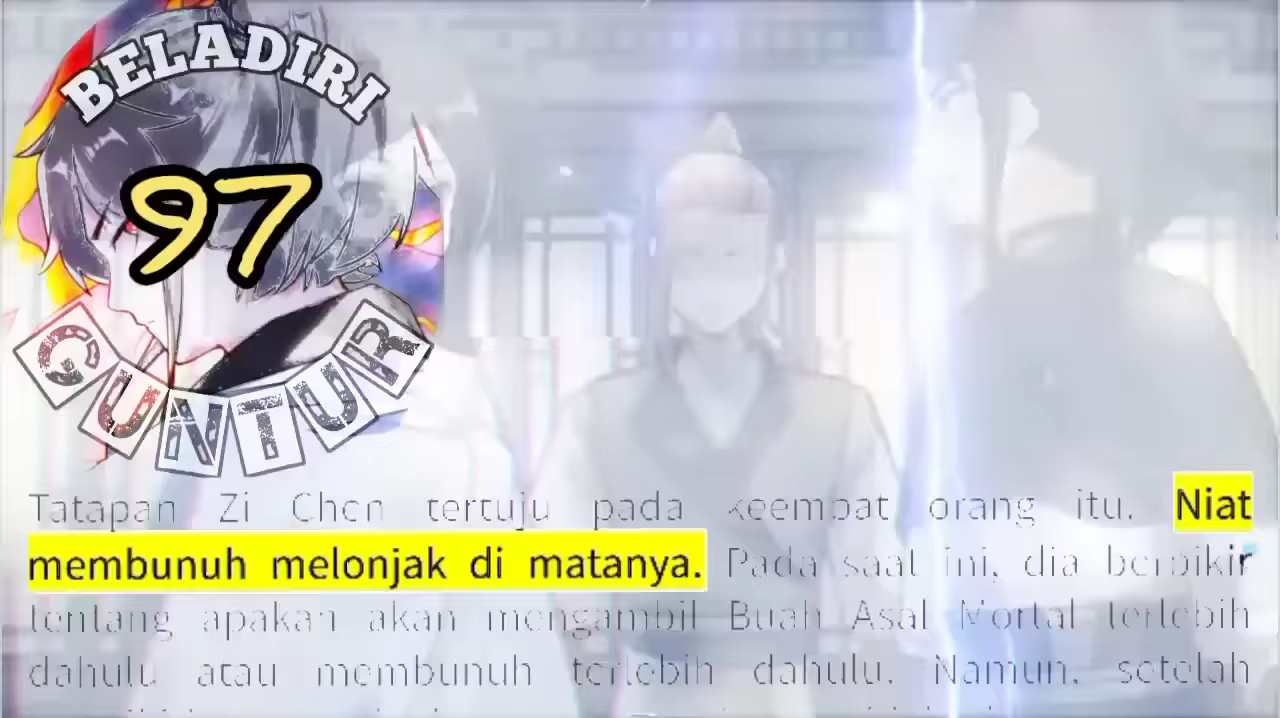 BELADIRI
97
GUNTUR
Tatapan Zi Chen tertuju pada keempat orang itu. Niat
membunuh melonjak di matanya. Pada saat ini, dia berpikir
tentang apakah akan mengambil Buah Asal Mortal terlebih
dahulu atau membunuh terlebih dahulu. Namun, setelah